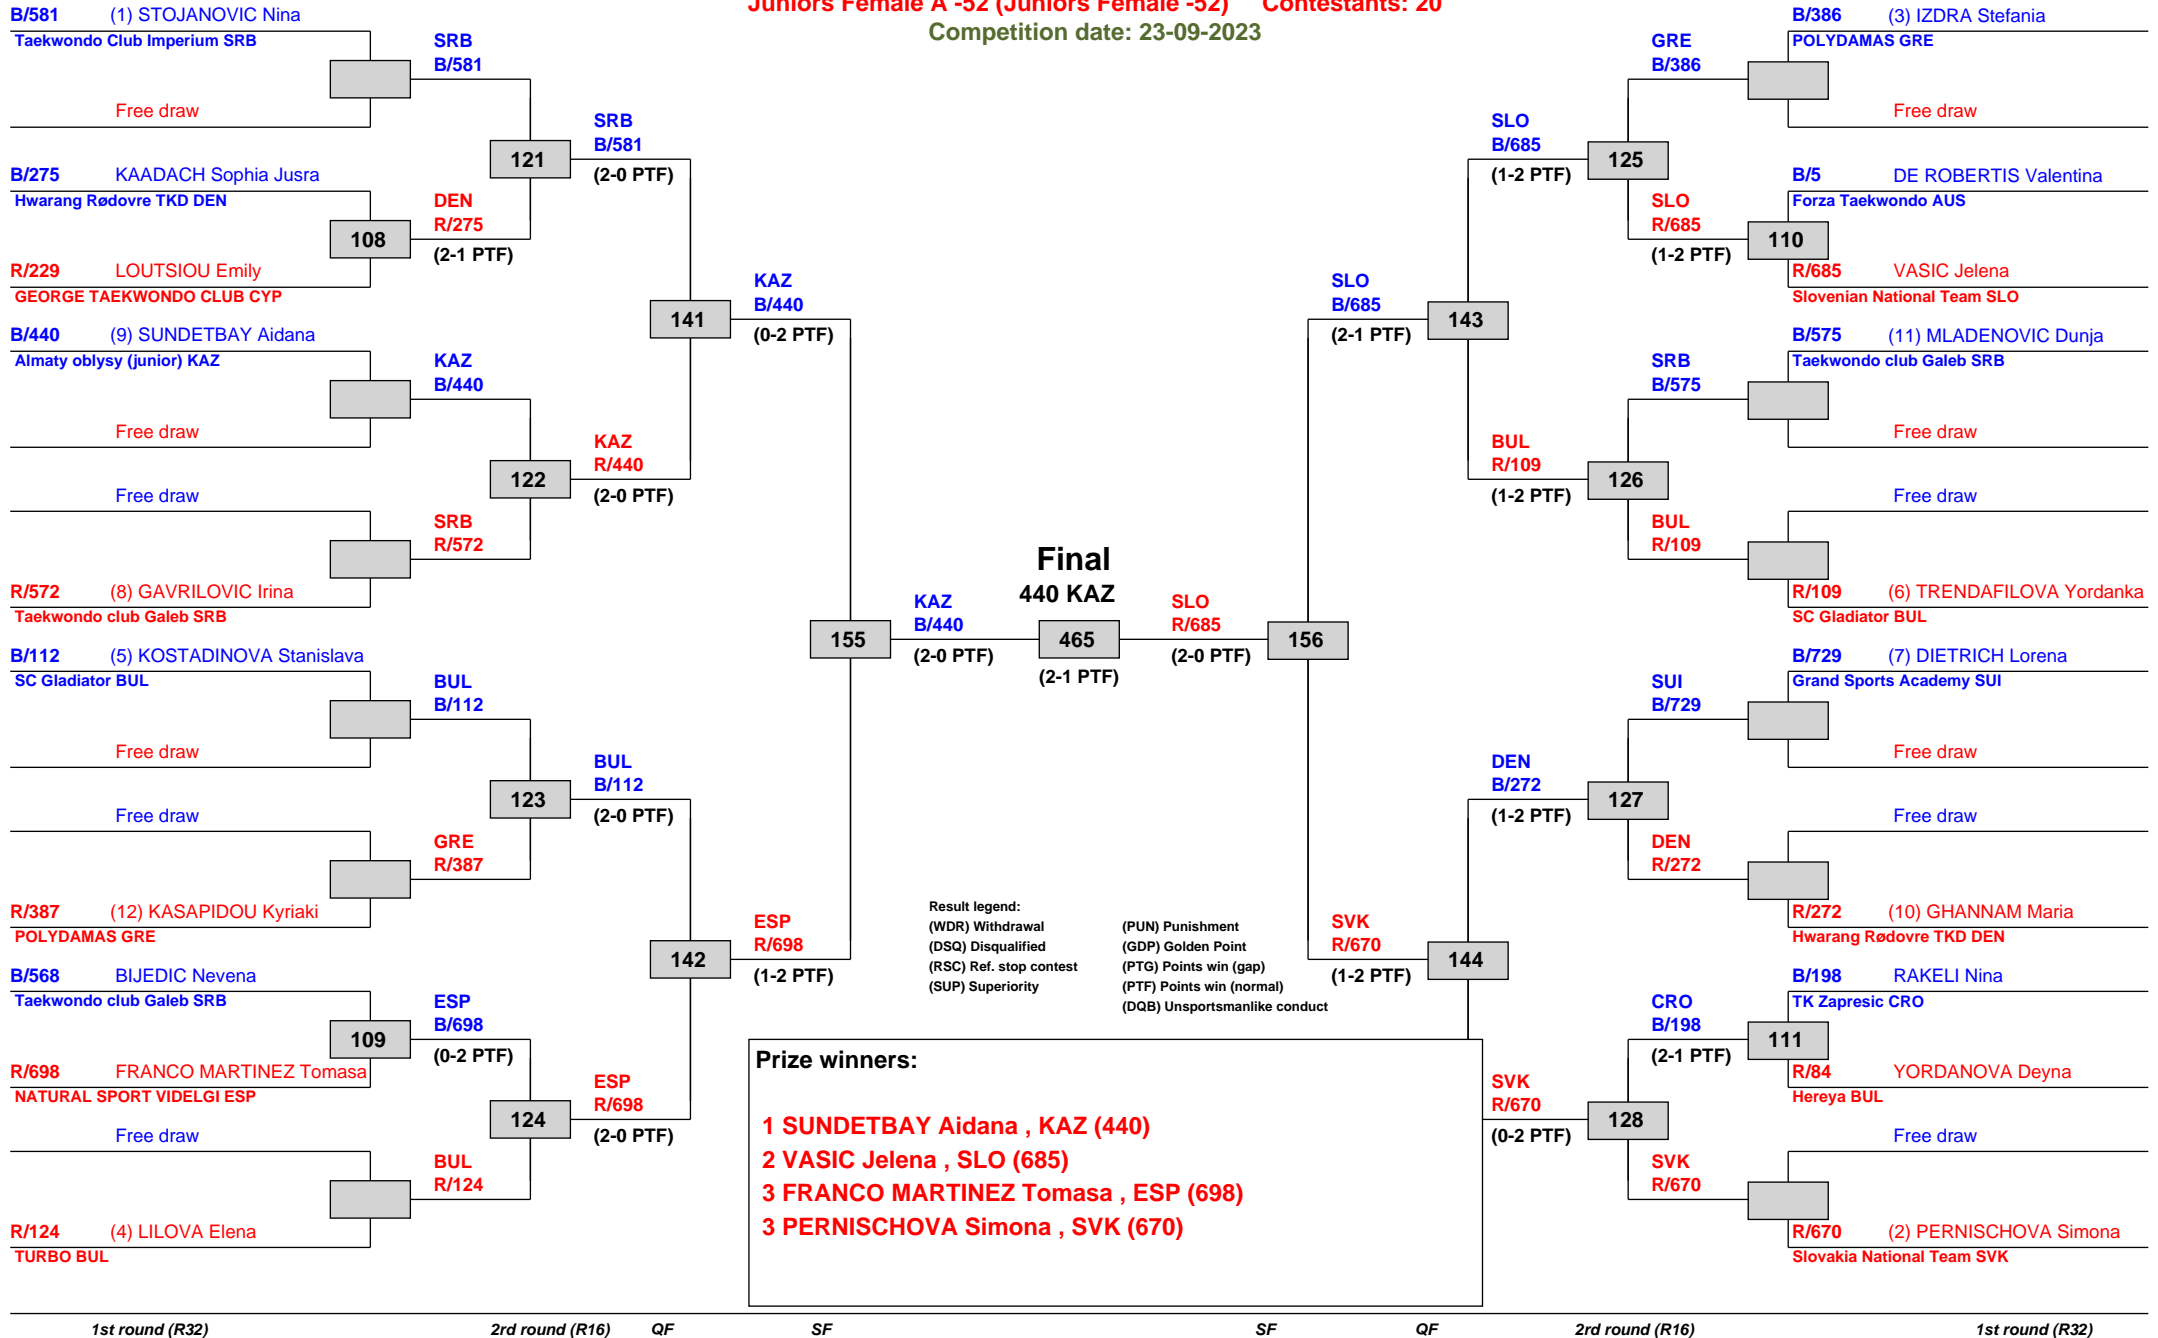 Juniors Female A -52 (Juniors Female -52) Contestants: 20
Competition date: 23-09-2023
B/581 (1) STOJANOVIC Nina
Taekwondo Club Imperium SRB
Free draw
B/275 KAADACH Sophia Jusra
Hwarang Rødovre TKD DEN
108
R/229 LOUTSIOU Emily
GEORGE TAEKWONDO CLUB CYP
B/440 (9) SUNDETBAY Aidana
Almaty oblysy (junior) KAZ
Free draw
Free draw
R/572 (8) GAVRILOVIC Irina
Taekwondo club Galeb SRB
B/112 (5) KOSTADINOVA Stanislava
SC Gladiator BUL
Free draw
Free draw
R/387 (12) KASAPIDOU Kyriaki
POLYDAMAS GRE
B/568 BIJEDIC Nevena
Taekwondo club Galeb SRB
109
R/698 FRANCO MARTINEZ Tomasa
NATURAL SPORT VIDELGI ESP
Free draw
R/124 (4) LILOVA Elena
TURBO BUL
SRB
B/581
121
DEN
R/275
(2-1 PTF)
KAZ
B/440
122
SRB
R/572
BUL
B/112
123
GRE
R/387
ESP
B/698
(0-2 PTF)
124
BUL
R/124
SRB
B/581
(2-0 PTF)
141
KAZ
R/440
(2-0 PTF)
BUL
B/112
(2-0 PTF)
142
ESP
R/698
(2-0 PTF)
KAZ
B/440
(0-2 PTF)
155
ESP
R/698
(1-2 PTF)
KAZ
B/440
(2-0 PTF)
Final
440 KAZ
465
(2-1 PTF)
SLO
R/685
(2-0 PTF)
156
SLO
B/685
(2-1 PTF)
SVK
R/670
(1-2 PTF)
SLO
B/685
(1-2 PTF)
143
BUL
R/109
(1-2 PTF)
DEN
B/272
(1-2 PTF)
144
SVK
R/670
(0-2 PTF)
GRE
B/386
125
SLO
R/685
(1-2 PTF)
SRB
B/575
126
BUL
R/109
SUI
B/729
127
DEN
R/272
CRO
B/198
(2-1 PTF)
128
SVK
R/670
B/386 (3) IZDRA Stefania
POLYDAMAS GRE
Free draw
B/5 DE ROBERTIS Valentina
Forza Taekwondo AUS
110
R/685 VASIC Jelena
Slovenian National Team SLO
B/575 (11) MLADENOVIC Dunja
Taekwondo club Galeb SRB
Free draw
Free draw
R/109 (6) TRENDAFILOVA Yordanka
SC Gladiator BUL
B/729 (7) DIETRICH Lorena
Grand Sports Academy SUI
Free draw
Free draw
R/272 (10) GHANNAM Maria
Hwarang Rødovre TKD DEN
B/198 RAKELI Nina
TK Zapresic CRO
111
R/84 YORDANOVA Deyna
Hereya BUL
Free draw
R/670 (2) PERNISCHOVA Simona
Slovakia National Team SVK
Result legend:
(WDR) Withdrawal (PUN) Punishment
(DSQ) Disqualified (GDP) Golden Point
(RSC) Ref. stop contest (PTG) Points win (gap)
(SUP) Superiority (PTF) Points win (normal)
(DQB) Unsportsmanlike conduct
Prize winners:
1 SUNDETBAY Aidana , KAZ (440)
2 VASIC Jelena , SLO (685)
3 FRANCO MARTINEZ Tomasa , ESP (698)
3 PERNISCHOVA Simona , SVK (670)
1st round (R32) 2rd round (R16) QF SF SF QF 2rd round (R16) 1st round (R32)